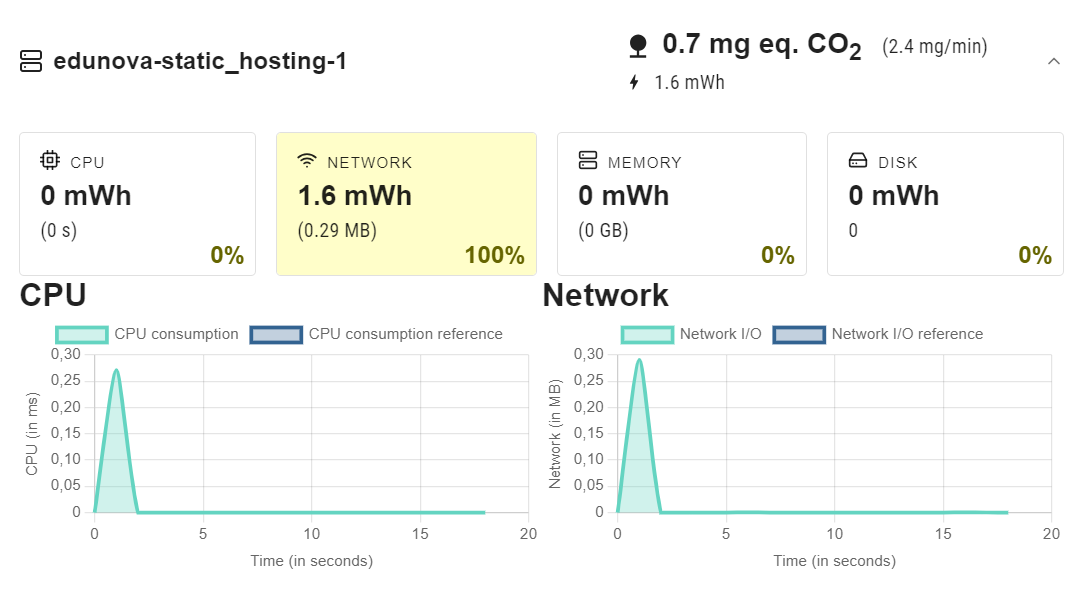 edunova-static_hosting-1
0.7 mg eq. CO2 (2.4 mg/min)
1.6 mWh
CPU
0 mWh
(0 s)
0%
NETWORK
1.6 mWh
(0.29 MB)
100%
MEMORY
0 mWh
(0 GB)
0%
DISK
0 mWh
0
0%
CPU
CPU consumption CPU consumption reference
CPU (in ms)
0,30
0,25
0,20
0,15
0,10
0,05
0
0 5 10 15 20
Time (in seconds)
Network
Network I/O Network I/O reference
Network (in MB)
0,30
0,25
0,20
0,15
0,10
0,05
0
0 5 10 15 20
Time (in seconds)